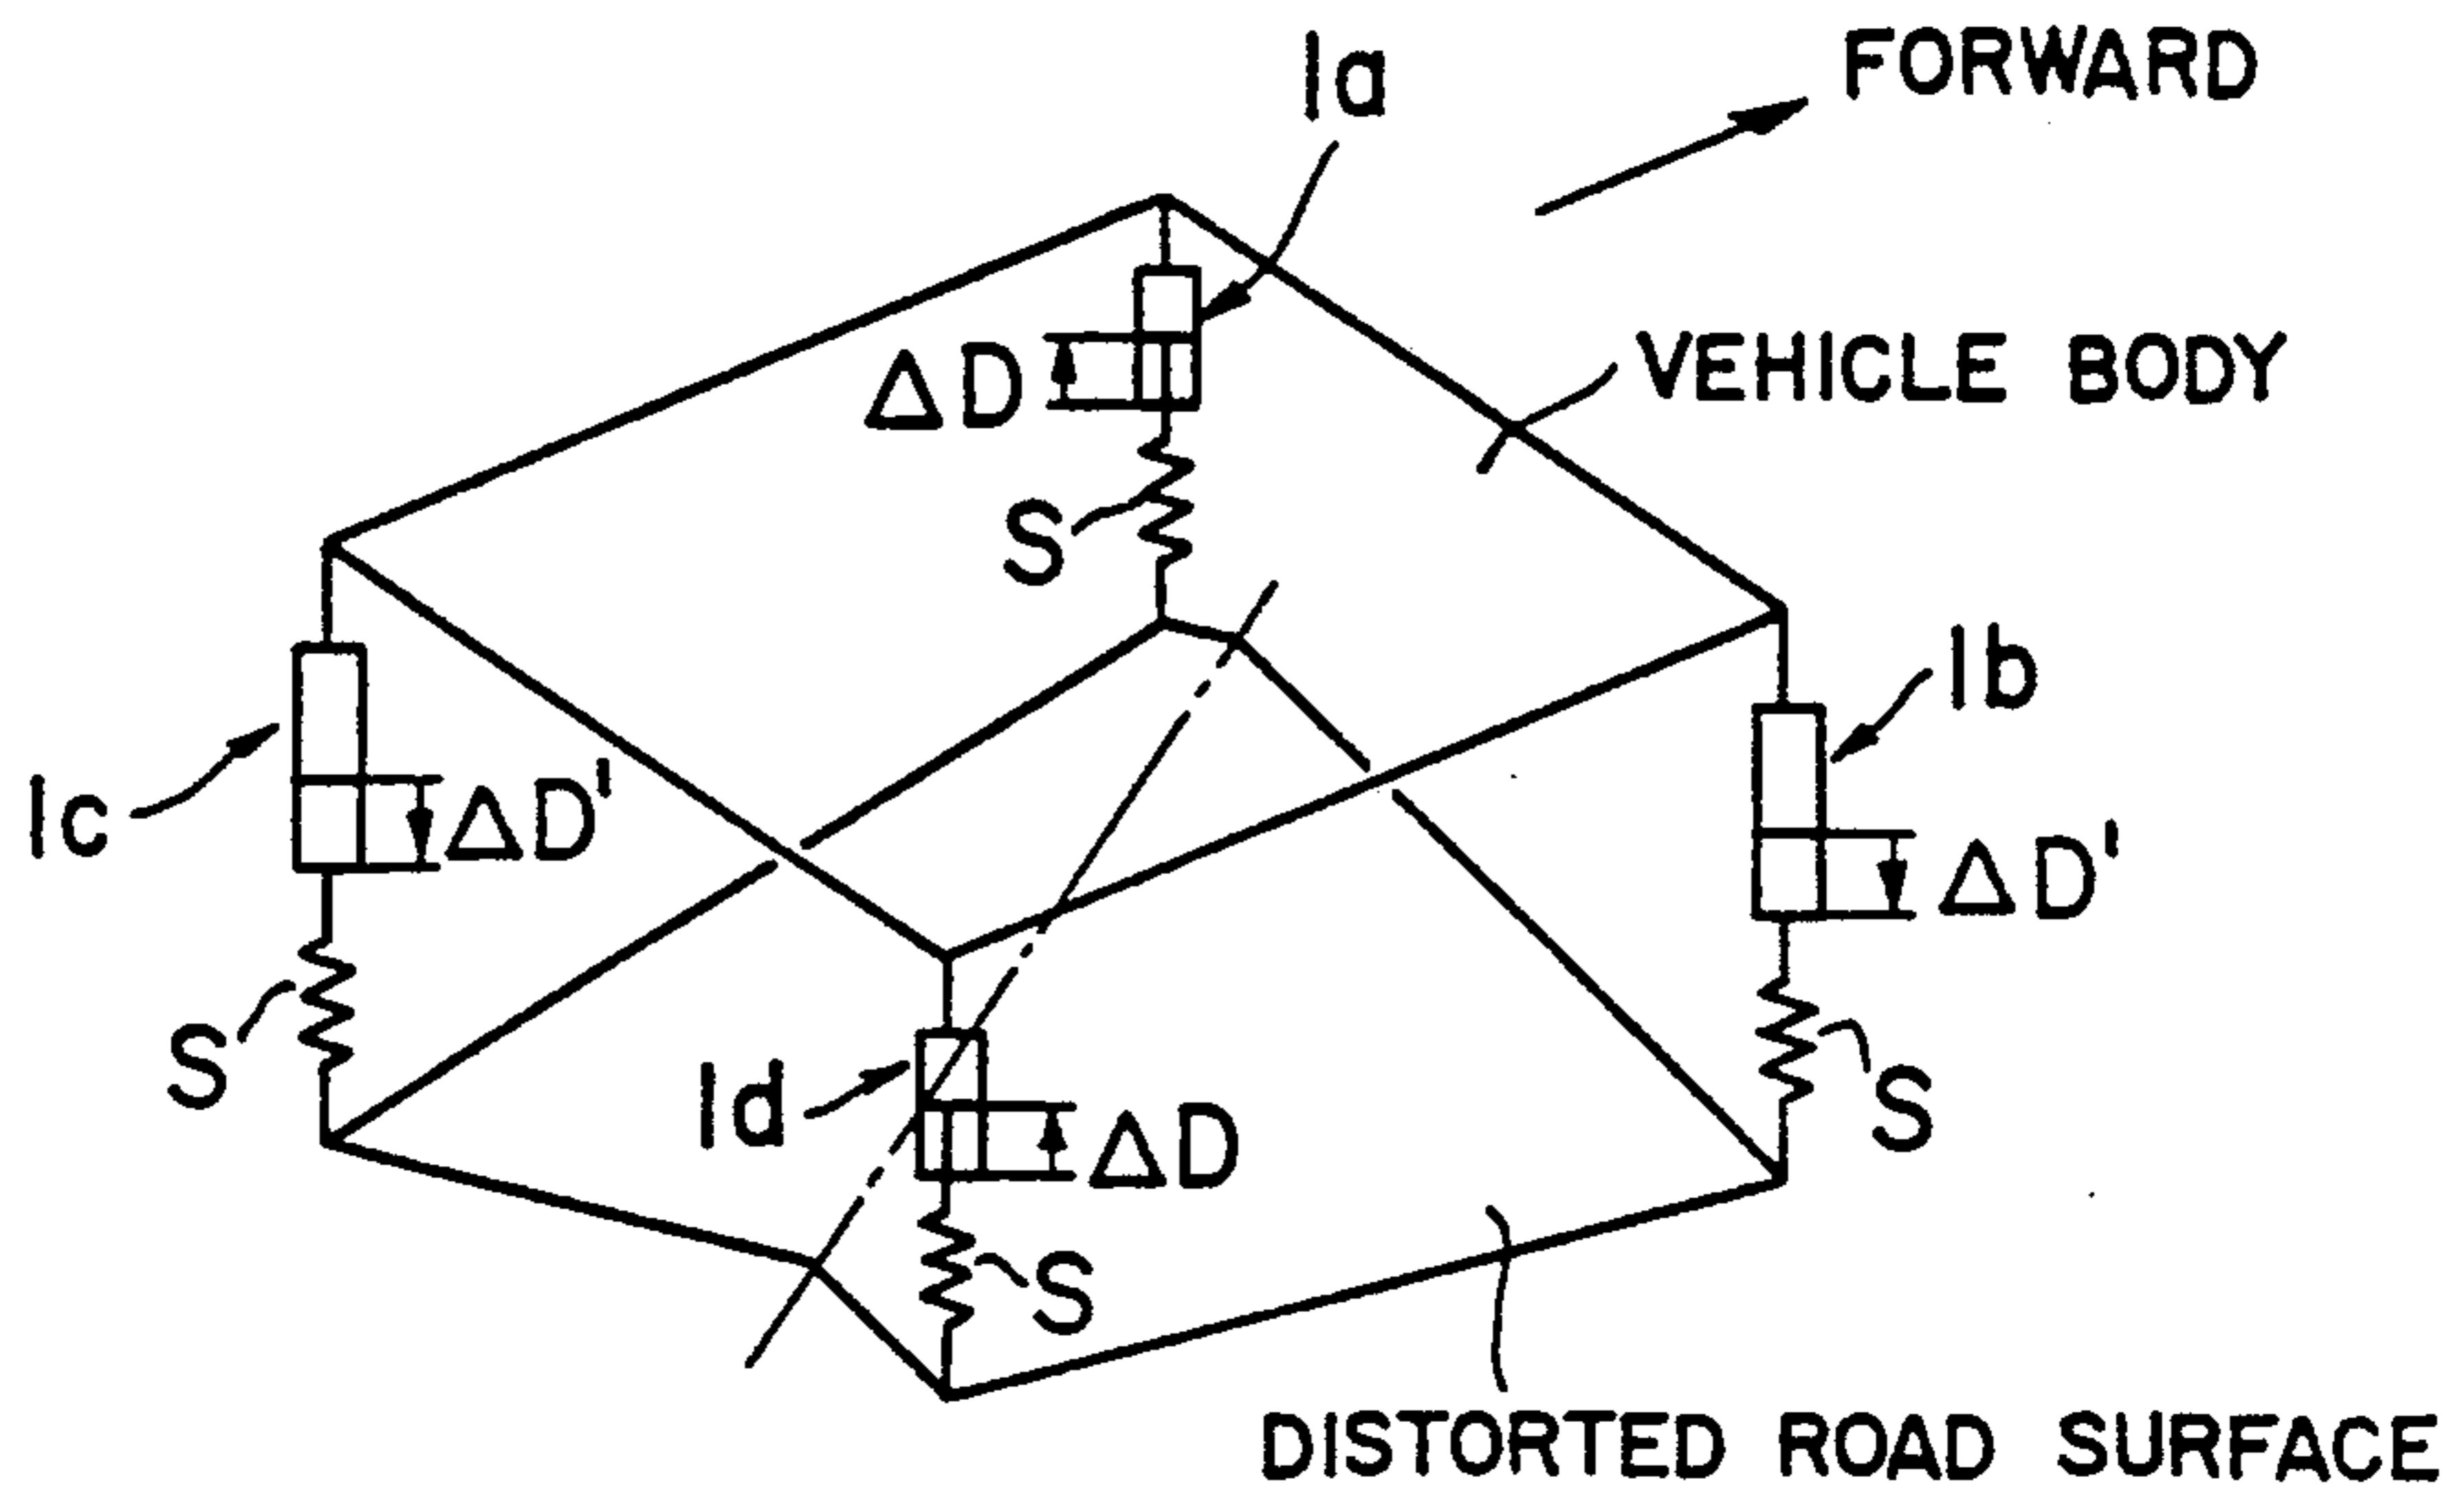 FORWARD
1a
VEHICLE BODY
ΔD
S
1b
1c
ΔD'
ΔD'
S
1d
ΔD
S
S
DISTORTED ROAD SURFACE